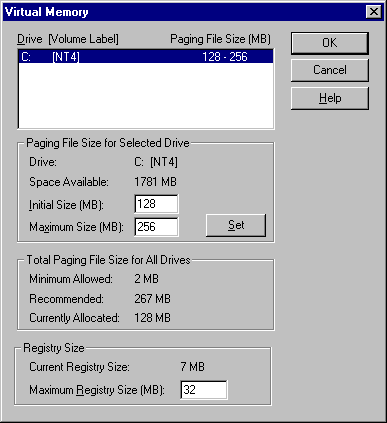 Virtual Memory
Drive [Volume Label] Paging File Size (MB)
C: [NT4] 128 - 256
OK
Cancel
Help
Paging File Size for Selected Drive
Drive: C: [NT4]
Space Available: 1781 MB
Initial Size (MB): 128
Maximum Size (MB): 256
Set
Total Paging File Size for All Drives
Minimum Allowed: 2 MB
Recommended: 267 MB
Currently Allocated: 128 MB
Registry Size
Current Registry Size: 7 MB
Maximum Registry Size (MB): 32